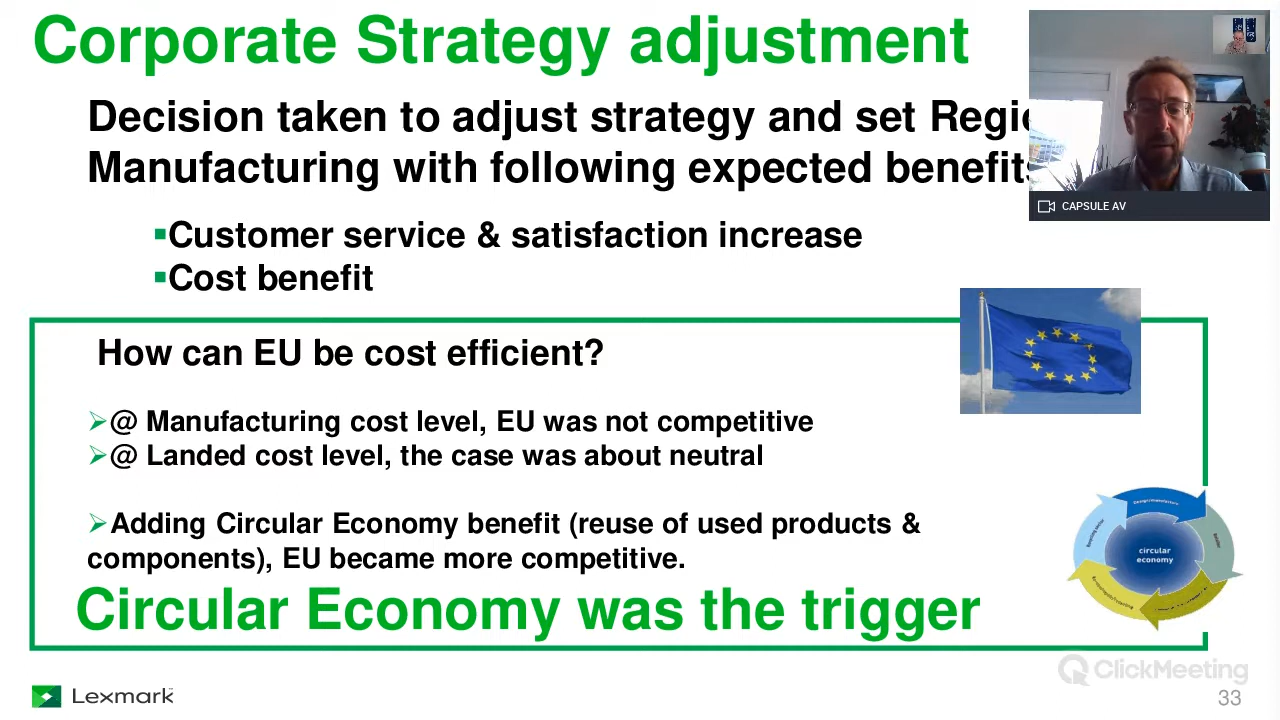 Corporate Strategy adjustment
Decision taken to adjust strategy and set Regi
Manufacturing with following expected benefits
CAPSULE AV
▪Customer service & satisfaction increase
▪Cost benefit
How can EU be cost efficient?
➢@ Manufacturing cost level, EU was not competitive
➢@ Landed cost level, the case was about neutral
➢Adding Circular Economy benefit (reuse of used products &
components), EU became more competitive.
circular
economy
Circular Economy was the trigger
ClickMeeting
Lexmark
33